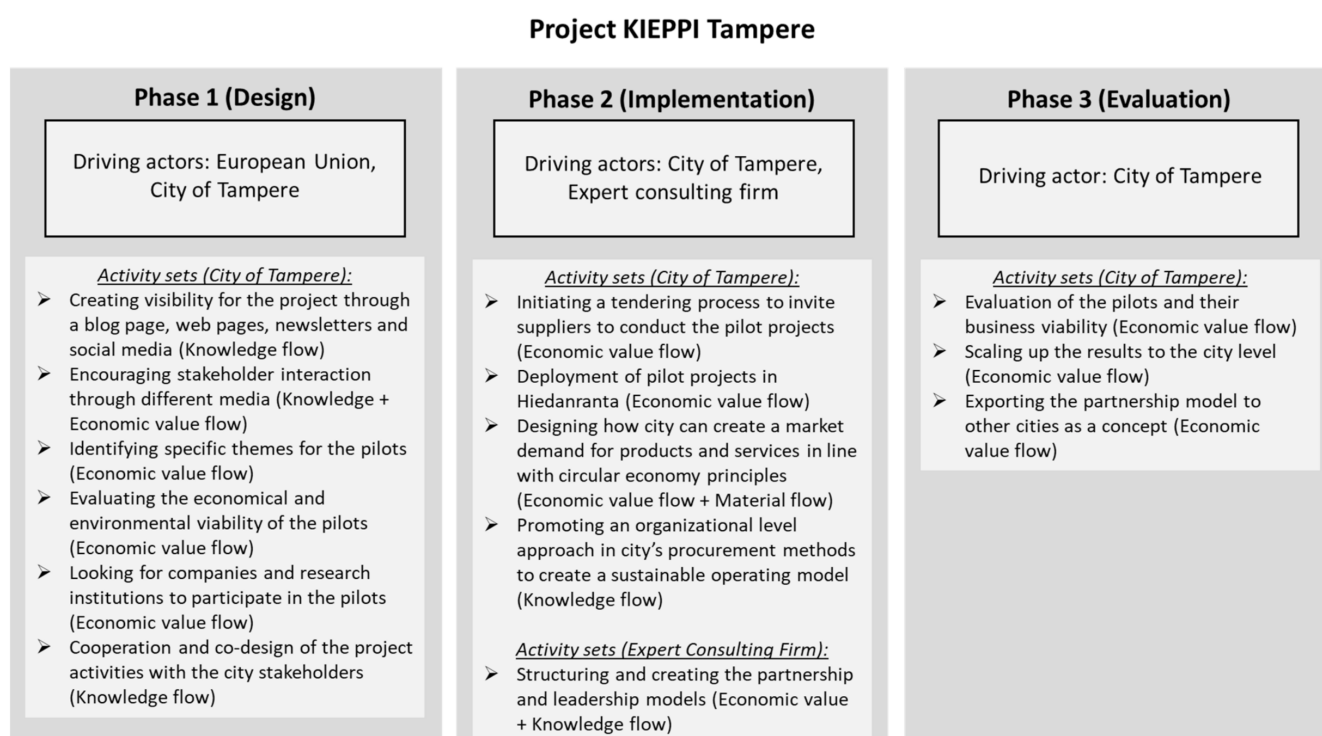 Project KIEPPI Tampere
Phase 1 (Design)
Driving actors: European Union,
City of Tampere
Activity sets (City of Tampere):
➢ Creating visibility for the project through
a blog page, web pages, newsletters and
social media (Knowledge flow)
➢ Encouraging stakeholder interaction
through different media (Knowledge +
Economic value flow)
➢ Identifying specific themes for the pilots
(Economic value flow)
➢ Evaluating the economical and
environmental viability of the pilots
(Economic value flow)
➢ Looking for companies and research
institutions to participate in the pilots
(Economic value flow)
➢ Cooperation and co-design of the project
activities with the city stakeholders
(Knowledge flow)
Phase 2 (Implementation)
Driving actors: City of Tampere,
Expert consulting firm
Activity sets (City of Tampere):
➢ Initiating a tendering process to invite
suppliers to conduct the pilot projects
(Economic value flow)
➢ Deployment of pilot projects in
Hiedanranta (Economic value flow)
➢ Designing how city can create a market
demand for products and services in line
with circular economy principles
(Economic value flow + Material flow)
➢ Promoting an organizational level
approach in city's procurement methods
to create a sustainable operating model
(Knowledge flow)
Activity sets (Expert Consulting Firm):
➢ Structuring and creating the partnership
and leadership models (Economic value
+ Knowledge flow)
Phase 3 (Evaluation)
Driving actor: City of Tampere
Activity sets (City of Tampere):
➢ Evaluation of the pilots and their
business viability (Economic value flow)
➢ Scaling up the results to the city level
(Economic value flow)
➢ Exporting the partnership model to
other cities as a concept (Economic
value flow)